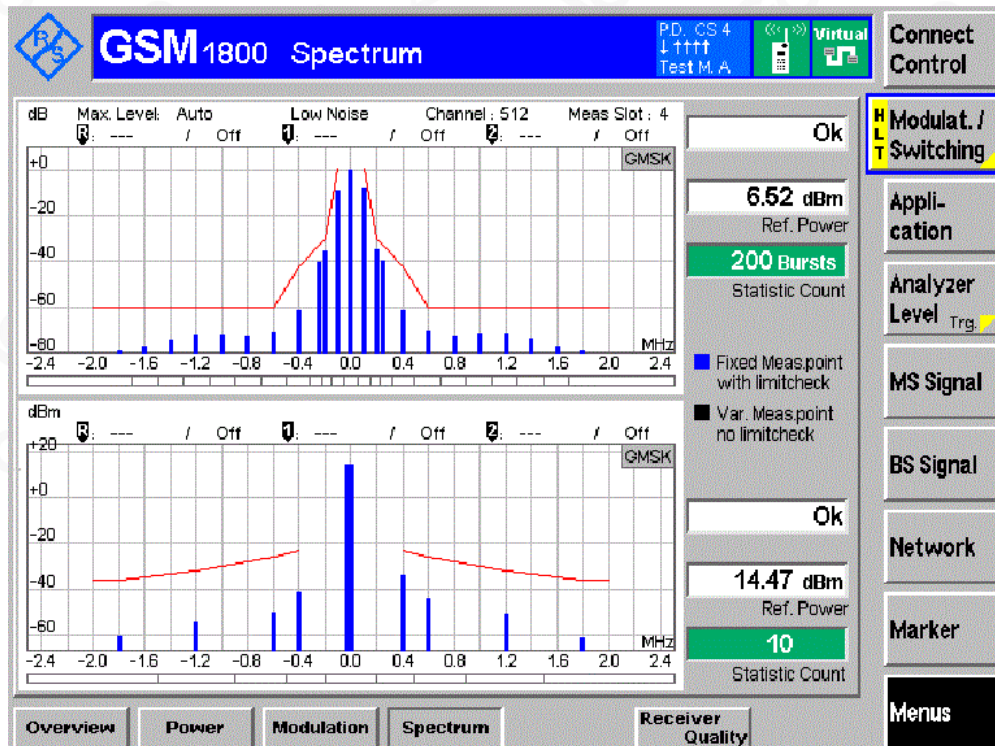 R&S
GSM 1800 Spectrum
P.D. CS 4
Test M. A.
Virtual
Connect Control
dB Max. Level: Auto Low Noise Channel : 512 Meas Slot : 4
R: --- / Off 1: --- / Off 2: --- / Off
GMSK
+0
-20
-40
-60
-80
MHz
-2.4 -2.0 -1.6 -1.2 -0.8 -0.4 0.0 0.4 0.8 1.2 1.6 2.0 2.4
Ok
6.52 dBm
Ref. Power
200 Bursts
Statistic Count
Fixed Meas.point
with limitcheck
Var. Meas.point
no limitcheck
dBm
R: --- / Off 1: --- / Off 2: --- / Off
GMSK
+20
+0
-20
-40
-60
MHz
-2.4 -2.0 -1.6 -1.2 -0.8 -0.4 0.0 0.4 0.8 1.2 1.6 2.0 2.4
Ok
14.47 dBm
Ref. Power
10
Statistic Count
HLT
Modulat. /
Switching
Appli-
cation
Analyzer
Level Trg.
MS Signal
BS Signal
Network
Marker
Menus
Overview Power Modulation Spectrum Receiver
Quality